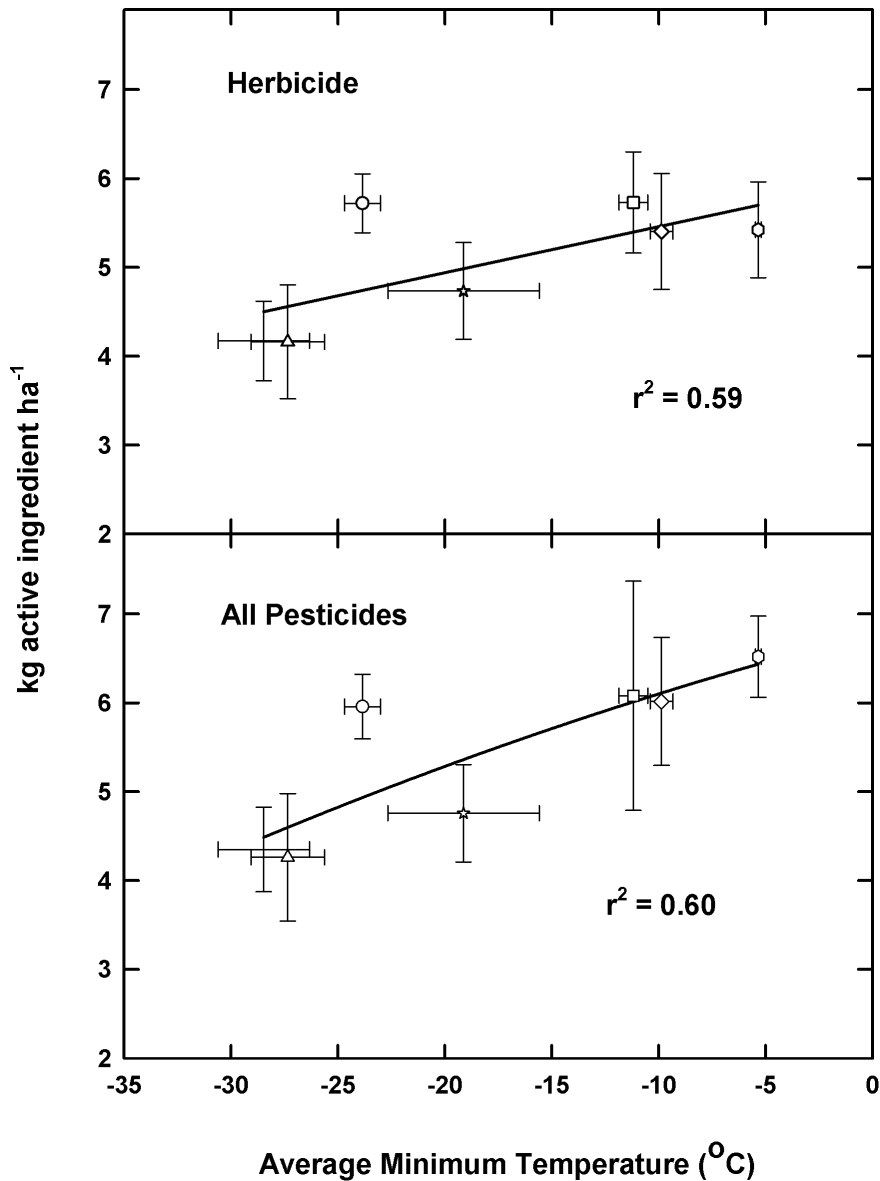 kg active ingredient ha-1
Herbicide
7
6
5
4
3
2
r2 = 0.59
All Pesticides
7
6
5
4
3
2
r2 = 0.60
-35 -30 -25 -20 -15 -10 -5 0
Average Minimum Temperature (oC)